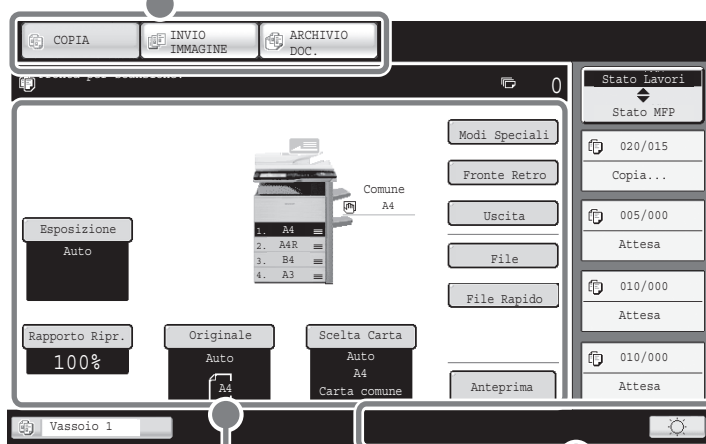 COPIA
INVIO
IMMAGINE
ARCHIVIO
DOC.
0
Stato Lavori
Stato MFP
020/015
Copia...
005/000
Attesa
010/000
Attesa
010/000
Attesa
Modi Speciali
Fronte Retro
Uscita
File
File Rapido
Anteprima
Comune
A4
1. A4
2. A4R
3. B4
4. A3
Esposizione
Auto
Rapporto Ripr.
100%
Originale
Auto
A4
Scelta Carta
Auto
A4
Carta comune
Vassoio 1